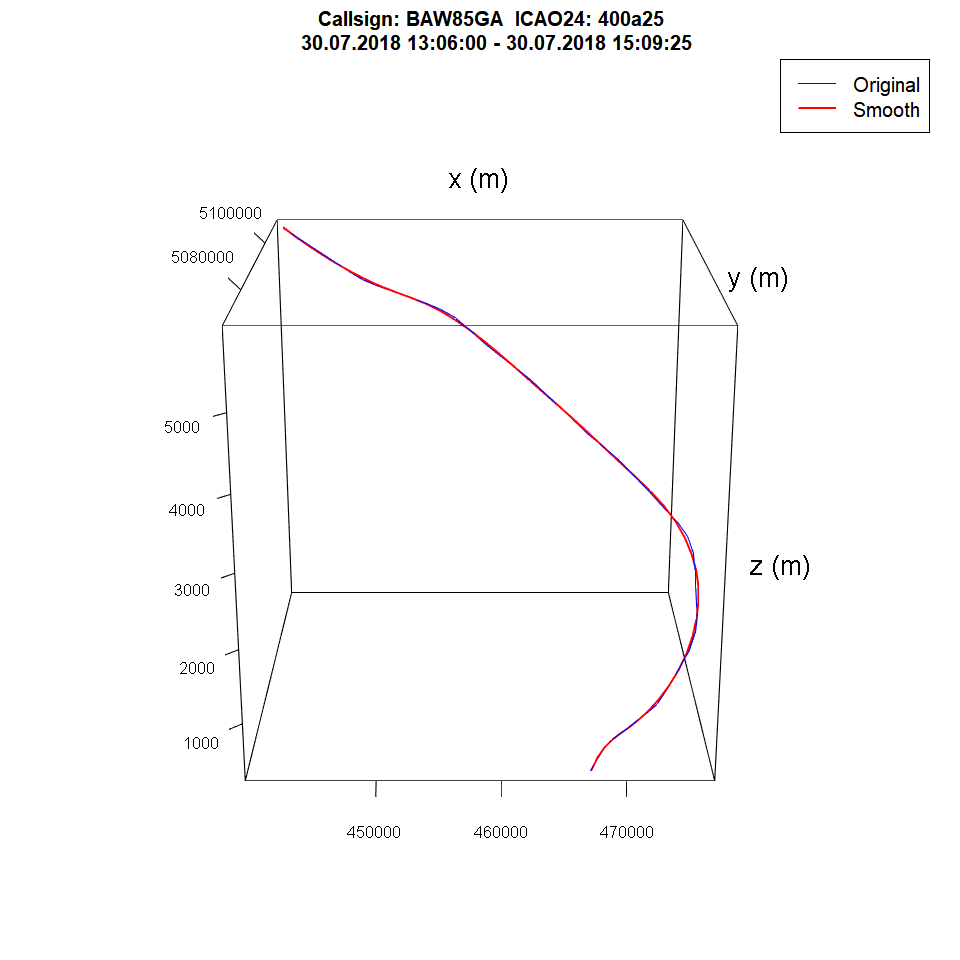 Callsign: BAW85GA  ICAO24: 400a25
30.07.2018 13:06:00 - 30.07.2018 15:09:25
Original
Smooth
x (m)
5100000
5080000
y (m)
5000
4000
3000
2000
1000
z (m)
450000
460000
470000